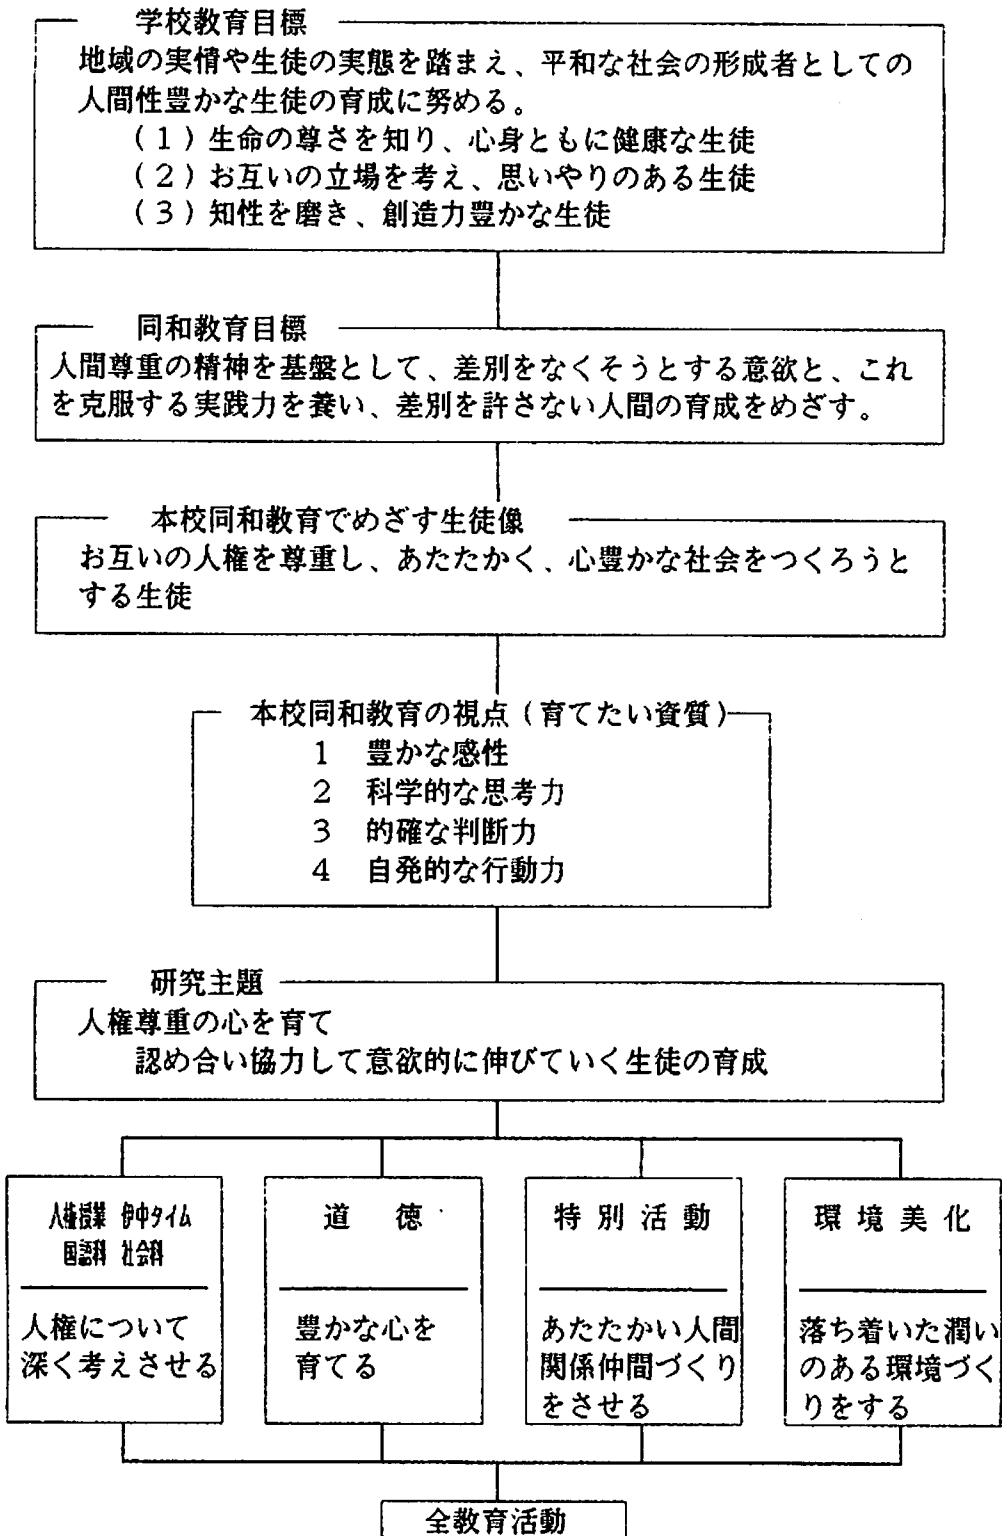 学校教育目標
地域の実情や生徒の実態を踏まえ、平和な社会の形成者としての
人間性豊かな生徒の育成に努める。
(1)生命の尊さを知り、心身ともに健康な生徒
(2)お互いの立場を考え、思いやりのある生徒
(3)知性を磨き、創造力豊かな生徒
同和教育目標
人間尊重の精神を基盤として、差別をなくそうとする意欲と、これ
を克服する実践力を養い、差別を許さない人間の育成をめざす。
本校同和教育でめざす生徒像
お互いの人権を尊重し、あたたかく、心豊かな社会をつくろうと
する生徒
本校同和教育の視点(育てたい資質)
1 豊かな感性
2 科学的な思考力
3 的確な判断力
4 自発的な行動力
研究主題
人権尊重の心を育て
認め合い協力して意欲的に伸びていく生徒の育成
人権授業 伊中タイム
国語科 社会科
人権について
深く考えさせる
道 徳
豊かな心を
育てる
特別活動
あたたかい人間
関係仲間づくり
をさせる
環境美化
落ち着いた潤い
のある環境づく
りをする
全教育活動